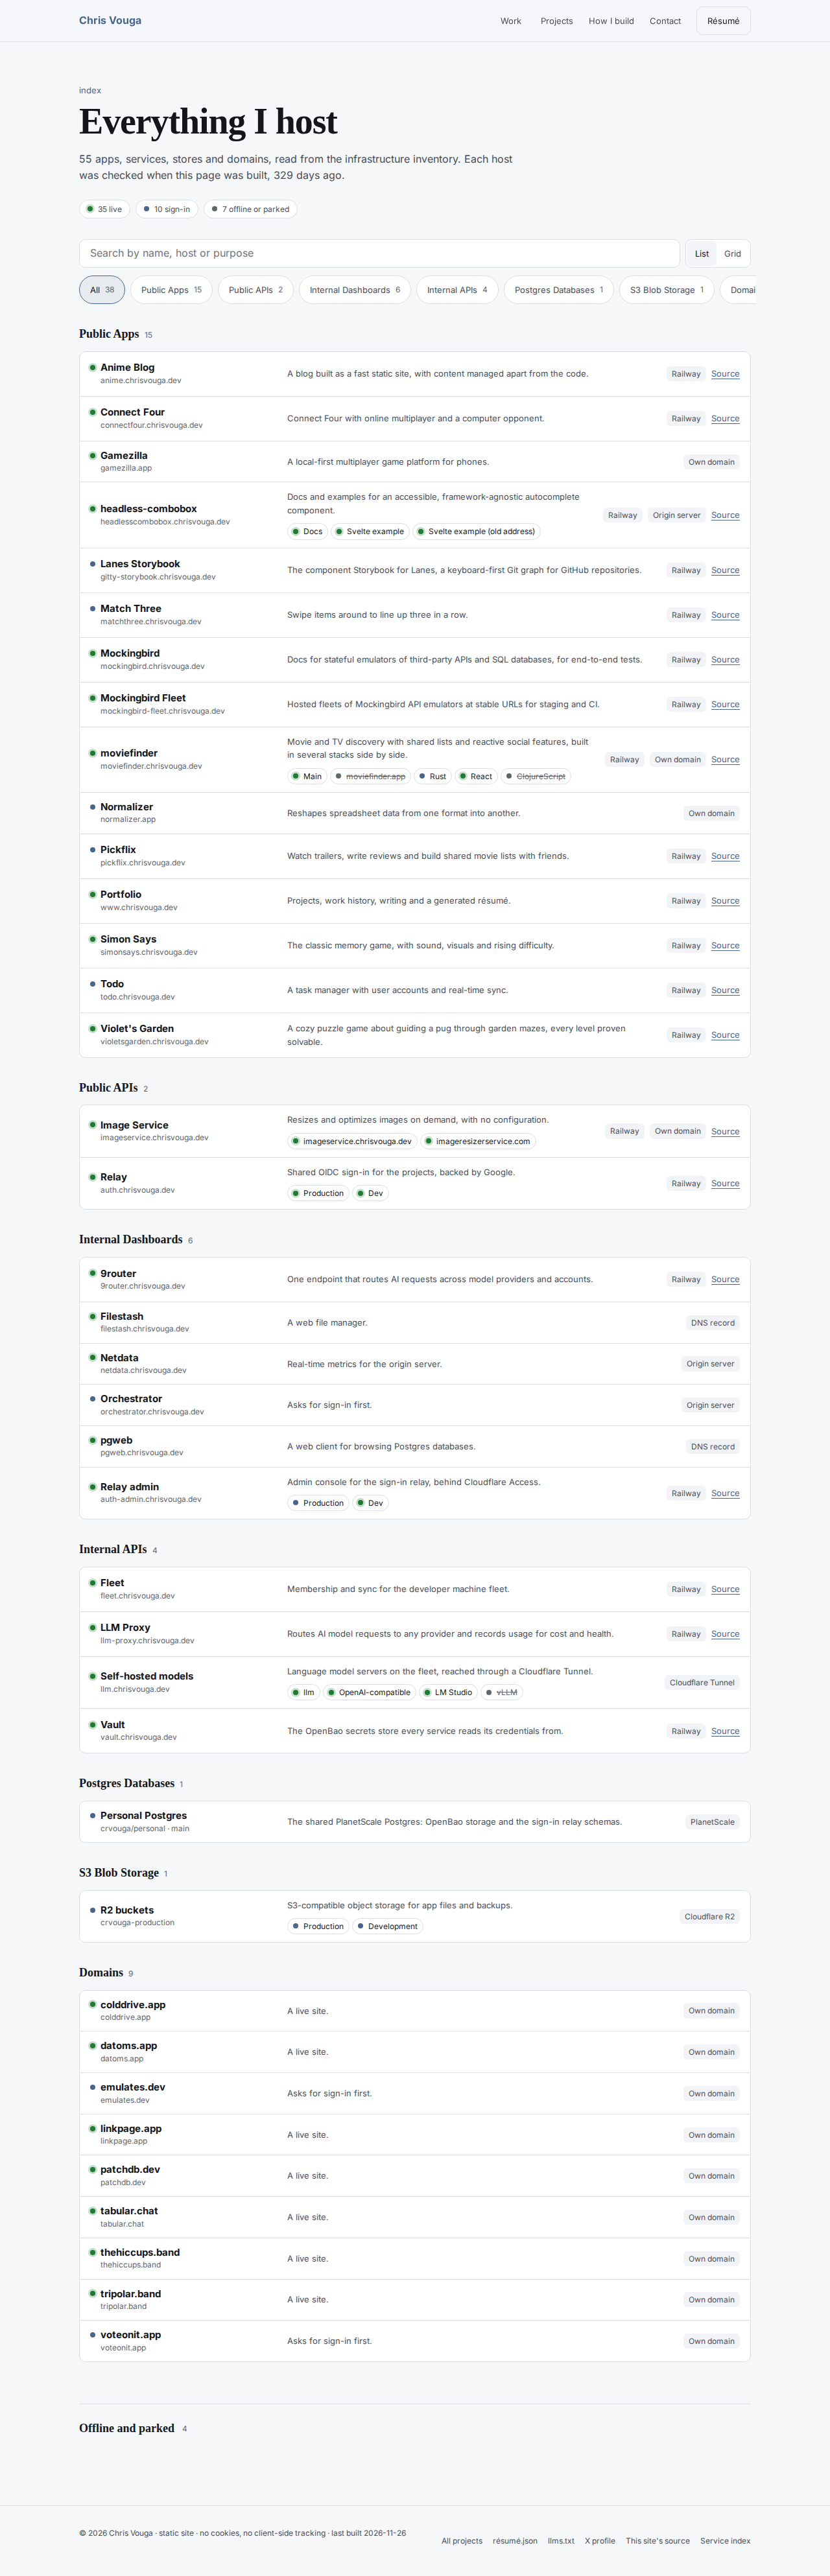 Chris Vouga
Work Projects How I build Contact Résumé
index
Everything I host
55 apps, services, stores and domains, read from the infrastructure inventory. Each host
was checked when this page was built, 329 days ago.
35 live 10 sign-in 7 offline or parked
Search by name, host or purpose
List Grid
All 38 Public Apps 15 Public APIs 2 Internal Dashboards 6 Internal APIs 4 Postgres Databases 1 S3 Blob Storage 1 Domai
Public Apps 15
Anime Blog
anime.chrisvouga.dev
A blog built as a fast static site, with content managed apart from the code.
Railway Source
Connect Four
connectfour.chrisvouga.dev
Connect Four with online multiplayer and a computer opponent.
Railway Source
Gamezilla
gamezilla.app
A local-first multiplayer game platform for phones.
Own domain
headless-combobox
headlesscombobox.chrisvouga.dev
Docs and examples for an accessible, framework-agnostic autocomplete
component.
Docs Svelte example Svelte example (old address)
Railway Origin server Source
Lanes Storybook
gitty-storybook.chrisvouga.dev
The component Storybook for Lanes, a keyboard-first Git graph for GitHub repositories.
Railway Source
Match Three
matchthree.chrisvouga.dev
Swipe items around to line up three in a row.
Railway Source
Mockingbird
mockingbird.chrisvouga.dev
Docs for stateful emulators of third-party APIs and SQL databases, for end-to-end tests.
Railway Source
Mockingbird Fleet
mockingbird-fleet.chrisvouga.dev
Hosted fleets of Mockingbird API emulators at stable URLs for staging and CI.
Railway Source
moviefinder
moviefinder.chrisvouga.dev
Movie and TV discovery with shared lists and reactive social features, built
in several stacks side by side.
Main moviefinder.app Rust React ClojureScript
Railway Own domain Source
Normalizer
normalizer.app
Reshapes spreadsheet data from one format into another.
Own domain
Pickflix
pickflix.chrisvouga.dev
Watch trailers, write reviews and build shared movie lists with friends.
Railway Source
Portfolio
www.chrisvouga.dev
Projects, work history, writing and a generated résumé.
Railway Source
Simon Says
simonsays.chrisvouga.dev
The classic memory game, with sound, visuals and rising difficulty.
Railway Source
Todo
todo.chrisvouga.dev
A task manager with user accounts and real-time sync.
Railway Source
Violet's Garden
violetsgarden.chrisvouga.dev
A cozy puzzle game about guiding a pug through garden mazes, every level proven
solvable.
Railway Source
Public APIs 2
Image Service
imageservice.chrisvouga.dev
Resizes and optimizes images on demand, with no configuration.
imageservice.chrisvouga.dev imageresizerservice.com
Railway Own domain Source
Relay
auth.chrisvouga.dev
Shared OIDC sign-in for the projects, backed by Google.
Production Dev
Railway Source
Internal Dashboards 6
9router
9router.chrisvouga.dev
One endpoint that routes AI requests across model providers and accounts.
Railway Source
Filestash
filestash.chrisvouga.dev
A web file manager.
DNS record
Netdata
netdata.chrisvouga.dev
Real-time metrics for the origin server.
Origin server
Orchestrator
orchestrator.chrisvouga.dev
Asks for sign-in first.
Origin server
pgweb
pgweb.chrisvouga.dev
A web client for browsing Postgres databases.
DNS record
Relay admin
auth-admin.chrisvouga.dev
Admin console for the sign-in relay, behind Cloudflare Access.
Production Dev
Railway Source
Internal APIs 4
Fleet
fleet.chrisvouga.dev
Membership and sync for the developer machine fleet.
Railway Source
LLM Proxy
llm-proxy.chrisvouga.dev
Routes AI model requests to any provider and records usage for cost and health.
Railway Source
Self-hosted models
llm.chrisvouga.dev
Language model servers on the fleet, reached through a Cloudflare Tunnel.
llm OpenAI-compatible LM Studio vLLM
Cloudflare Tunnel
Vault
vault.chrisvouga.dev
The OpenBao secrets store every service reads its credentials from.
Railway Source
Postgres Databases 1
Personal Postgres
crvouga/personal · main
The shared PlanetScale Postgres: OpenBao storage and the sign-in relay schemas.
PlanetScale
S3 Blob Storage 1
R2 buckets
crvouga-production
S3-compatible object storage for app files and backups.
Production Development
Cloudflare R2
Domains 9
colddrive.app
colddrive.app
A live site.
Own domain
datoms.app
datoms.app
A live site.
Own domain
emulates.dev
emulates.dev
Asks for sign-in first.
Own domain
linkpage.app
linkpage.app
A live site.
Own domain
patchdb.dev
patchdb.dev
A live site.
Own domain
tabular.chat
tabular.chat
A live site.
Own domain
thehiccups.band
thehiccups.band
A live site.
Own domain
tripolar.band
tripolar.band
A live site.
Own domain
voteonit.app
voteonit.app
Asks for sign-in first.
Own domain
Offline and parked 4
© 2026 Chris Vouga · static site · no cookies, no client-side tracking · last built 2026-11-26
All projects résumé.json llms.txt X profile This site's source Service index